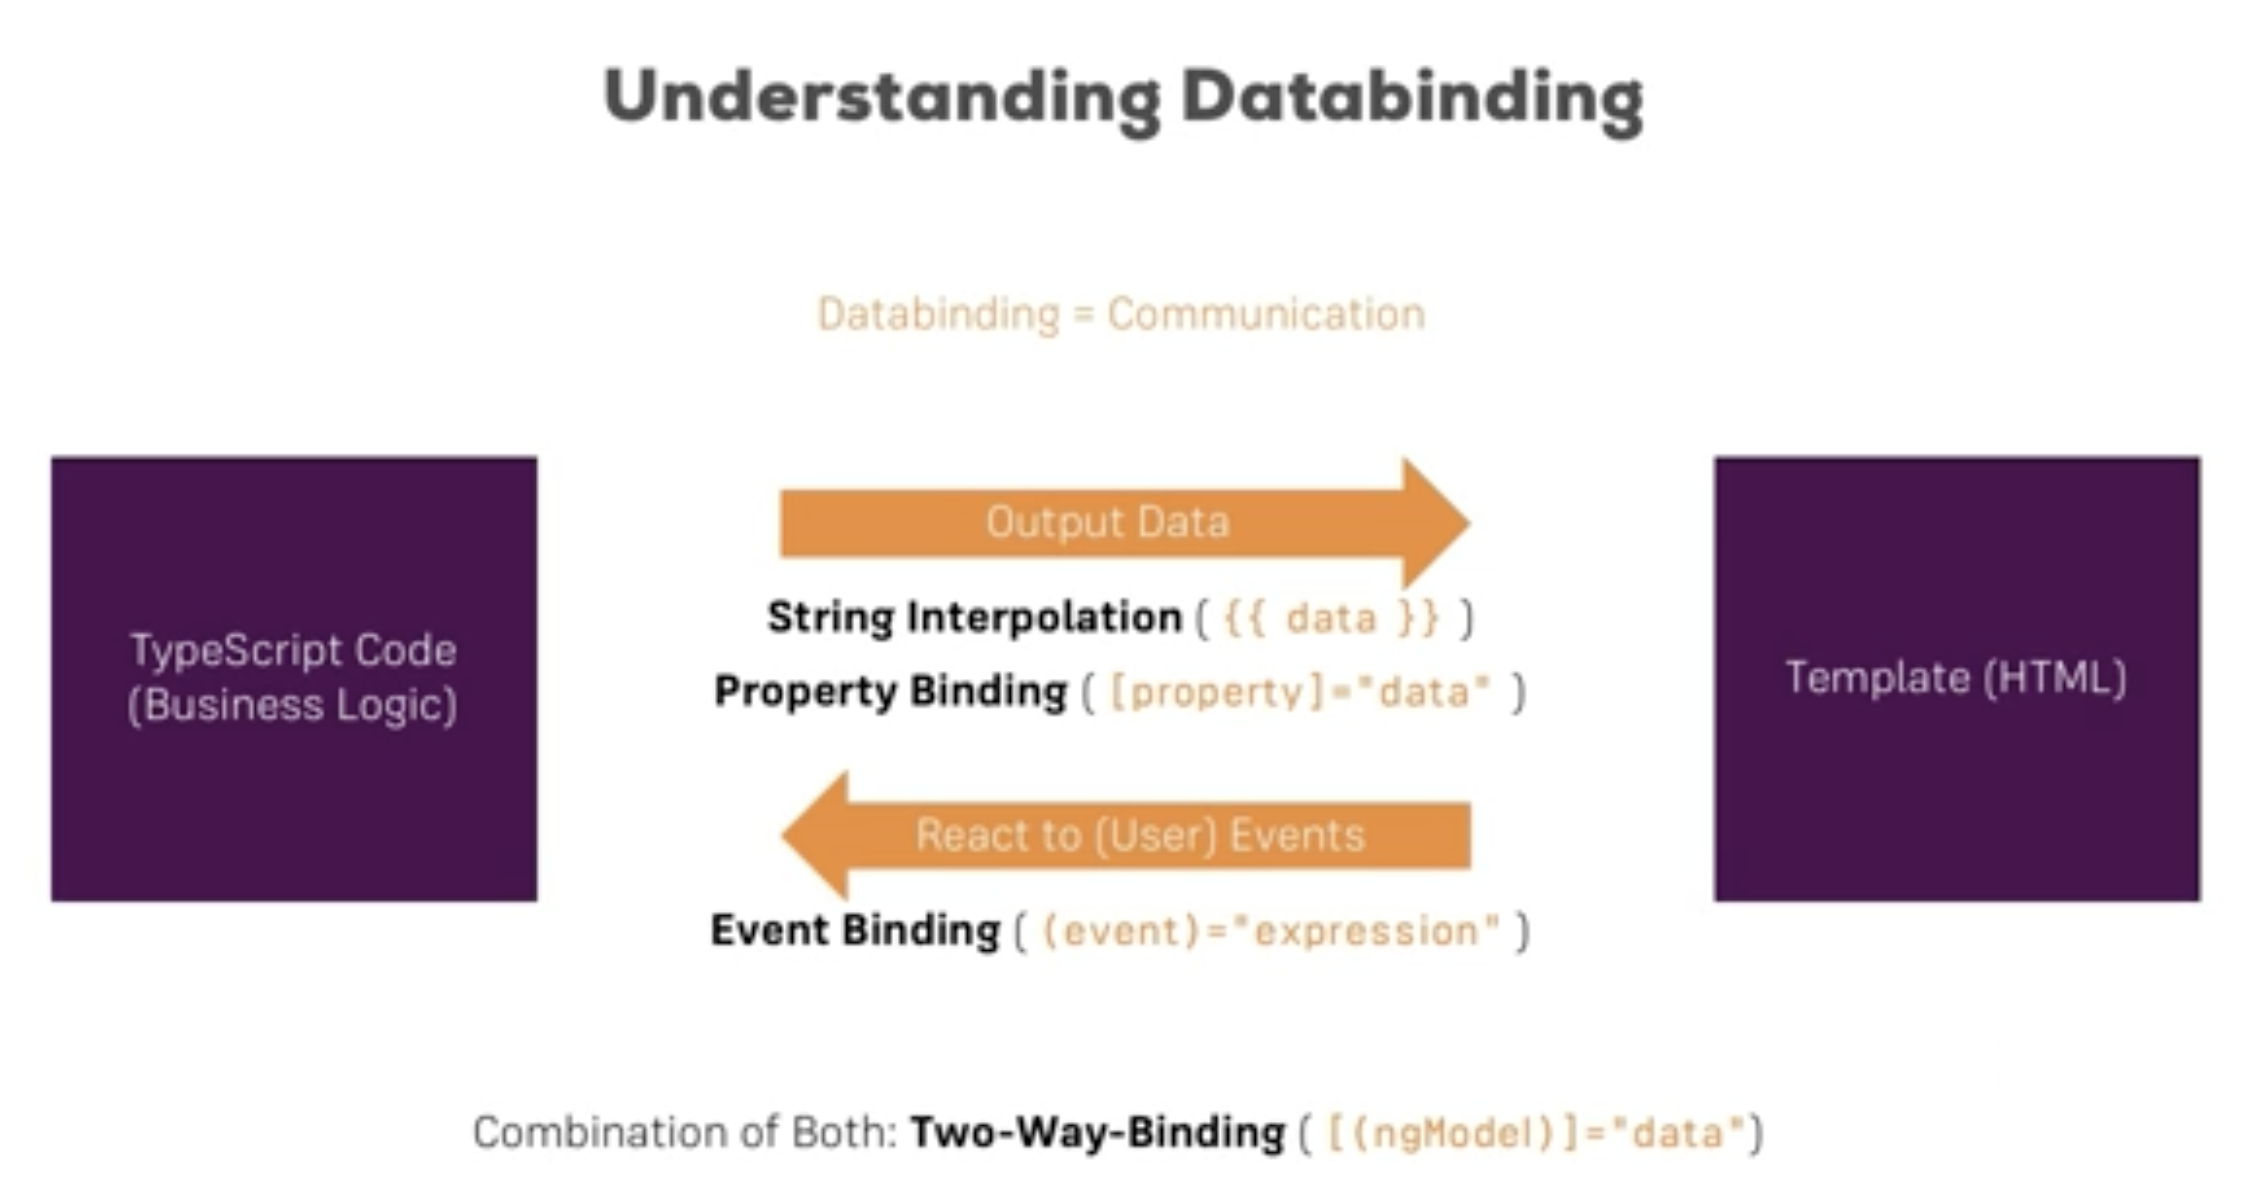 Understanding Databinding
Databinding = Communication
TypeScript Code
(Business Logic)
Output Data
String Interpolation ( {{ data }} )
Property Binding ( [property]="data" )
React to (User) Events
Event Binding ( (event)="expression" )
Template (HTML)
Combination of Both: Two-Way-Binding ( [(ngModel)]="data")